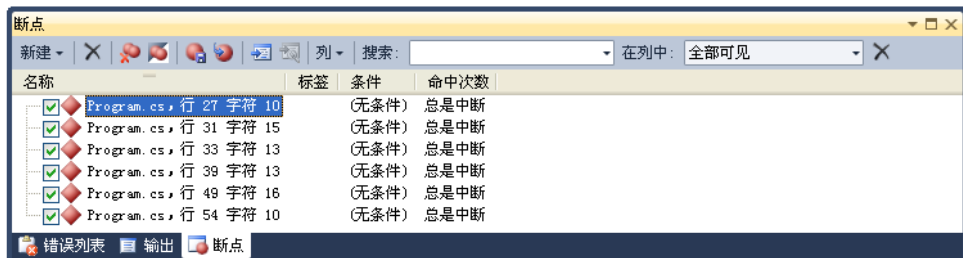 断点
新建 列 搜索: 在列中: 全部可见
名称 标签 条件 命中次数
Program.cs，行 27 字符 10 (无条件) 总是中断
Program.cs，行 31 字符 15 (无条件) 总是中断
Program.cs，行 33 字符 13 (无条件) 总是中断
Program.cs，行 39 字符 13 (无条件) 总是中断
Program.cs，行 49 字符 16 (无条件) 总是中断
Program.cs，行 54 字符 10 (无条件) 总是中断
错误列表 输出 断点